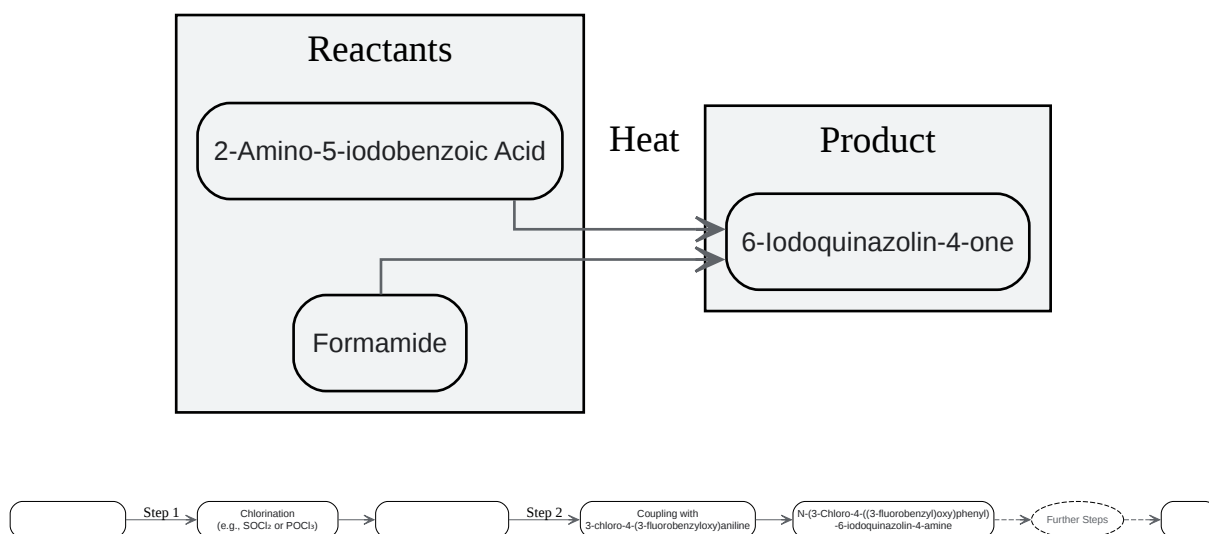 Reactants
2-Amino-5-iodobenzoic Acid
Heat
Product
6-Iodoquinazolin-4-one
Formamide
Step 1
Chlorination
(e.g., SOCl₂ or POCl₃)
Step 2
Coupling with
3-chloro-4-(3-fluorobenzyloxy)aniline
N-(3-Chloro-4-((3-fluorobenzyl)oxy)phenyl)
-6-iodoquinazolin-4-amine
Further Steps